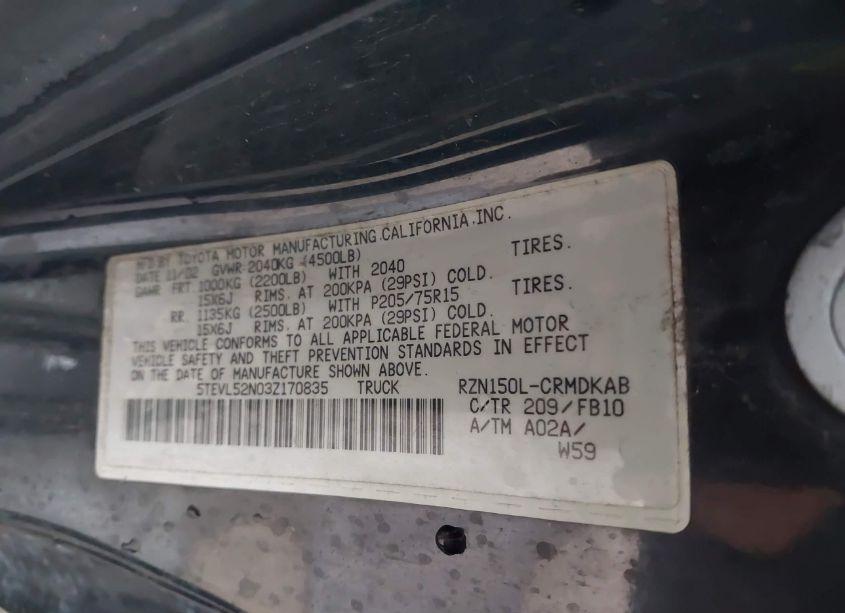 MFD BY TOYOTA MOTOR MANUFACTURING CALIFORNIA.INC.
DATE 11/02 GVWR 2040KG (4500LB)
GAWR FRT 1000KG (2200LB) WITH 2040 TIRES.
15X6J RIMS. AT 200KPA (29PSI) COLD.
RR. 1135KG (2500LB) WITH P205/75R15 TIRES.
15X6J RIMS. AT 200KPA (29PSI) COLD.
THIS VEHICLE CONFORMS TO ALL APPLICABLE FEDERAL MOTOR
VEHICLE SAFETY AND THEFT PREVENTION STANDARDS IN EFFECT
ON THE DATE OF MANUFACTURE SHOWN ABOVE.
5TEVL52N03Z170835 TRUCK RZN150L-CRMDKAB
C/TR 209/FB10
A/TM A02A/
W59